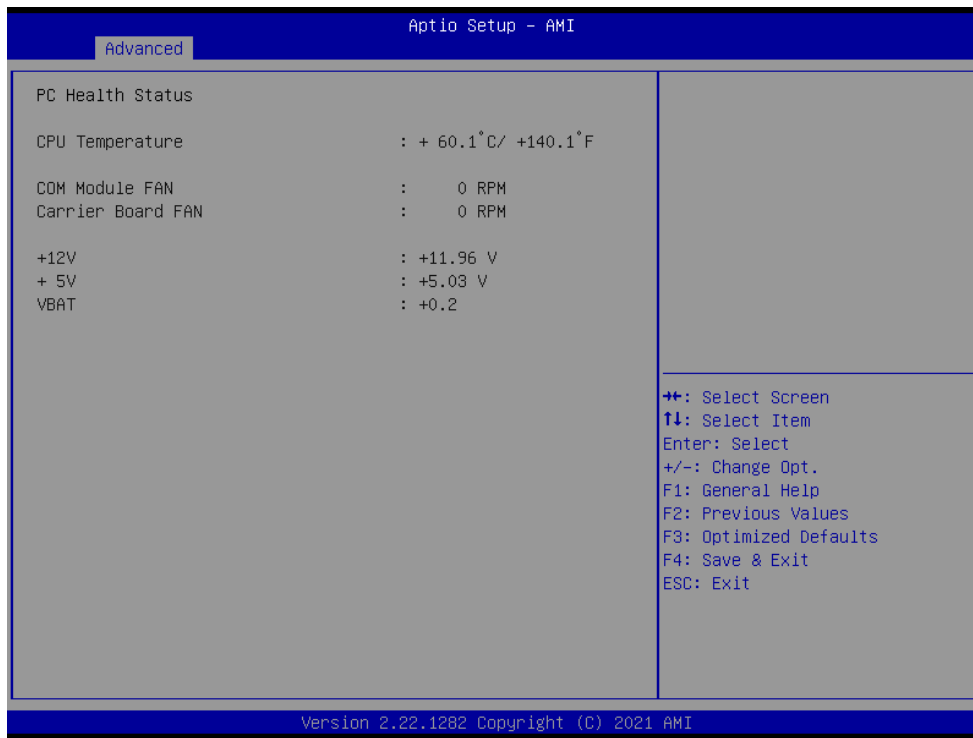 Aptio Setup – AMI
Advanced
PC Health Status
CPU Temperature : + 60.1°C/ +140.1°F
COM Module FAN : 0 RPM
Carrier Board FAN : 0 RPM
+12V : +11.96 V
+ 5V : +5.03 V
VBAT : +0.2
→←: Select Screen
↑↓: Select Item
Enter: Select
+/-: Change Opt.
F1: General Help
F2: Previous Values
F3: Optimized Defaults
F4: Save & Exit
ESC: Exit
Version 2.22.1282 Copyright (C) 2021 AMI